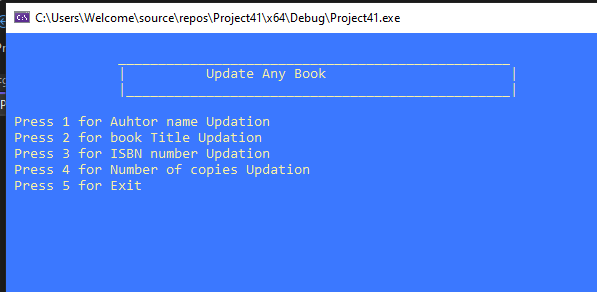 C:\Users\Welcome\source\repos\Project41\x64\Debug\Project41.exe
Update Any Book
Press 1 for Auhtor name Updation
Press 2 for book Title Updation
Press 3 for ISBN number Updation
Press 4 for Number of copies Updation
Press 5 for Exit